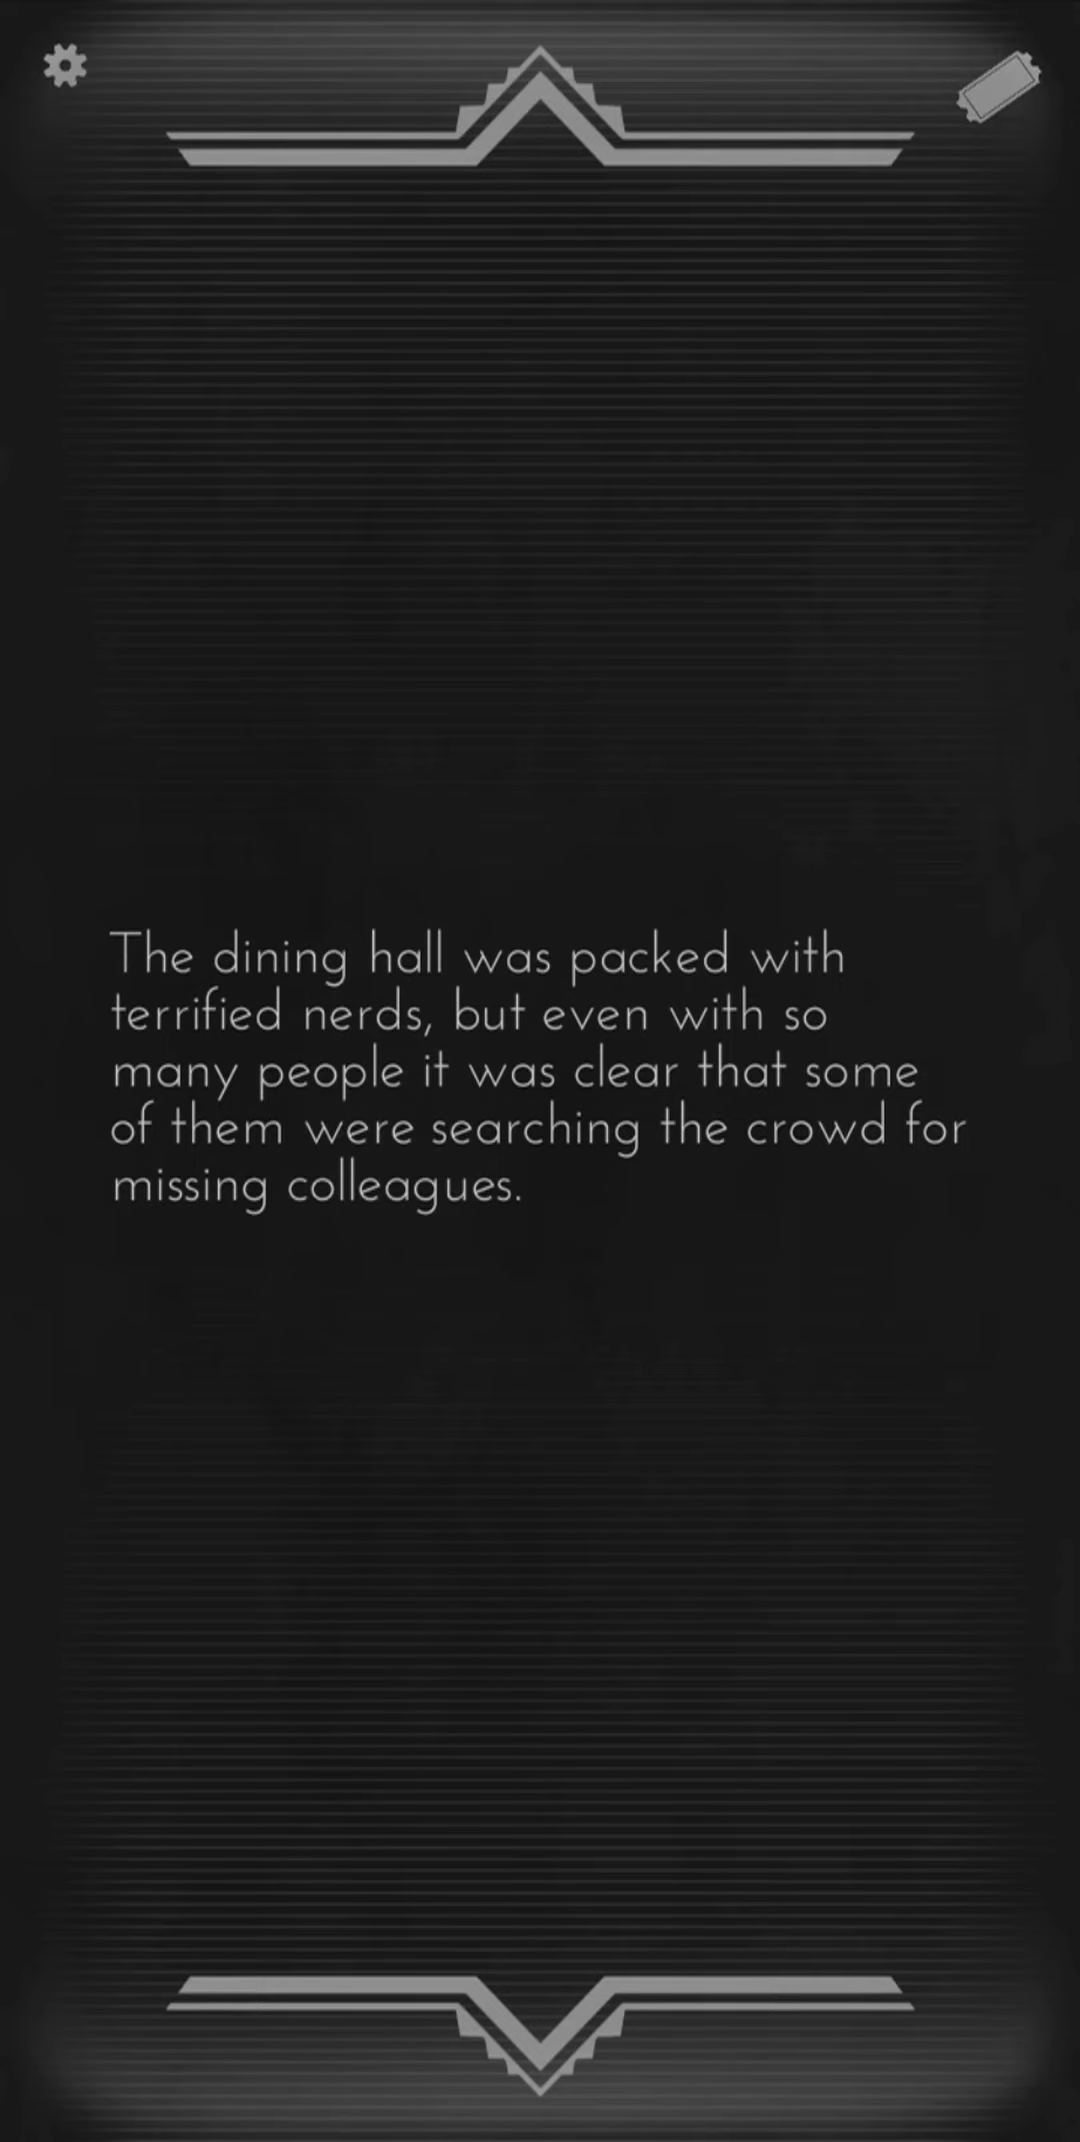 The dining hall was packed with
terrified nerds, but even with so
many people it was clear that some
of them were searching the crowd for
missing colleagues.